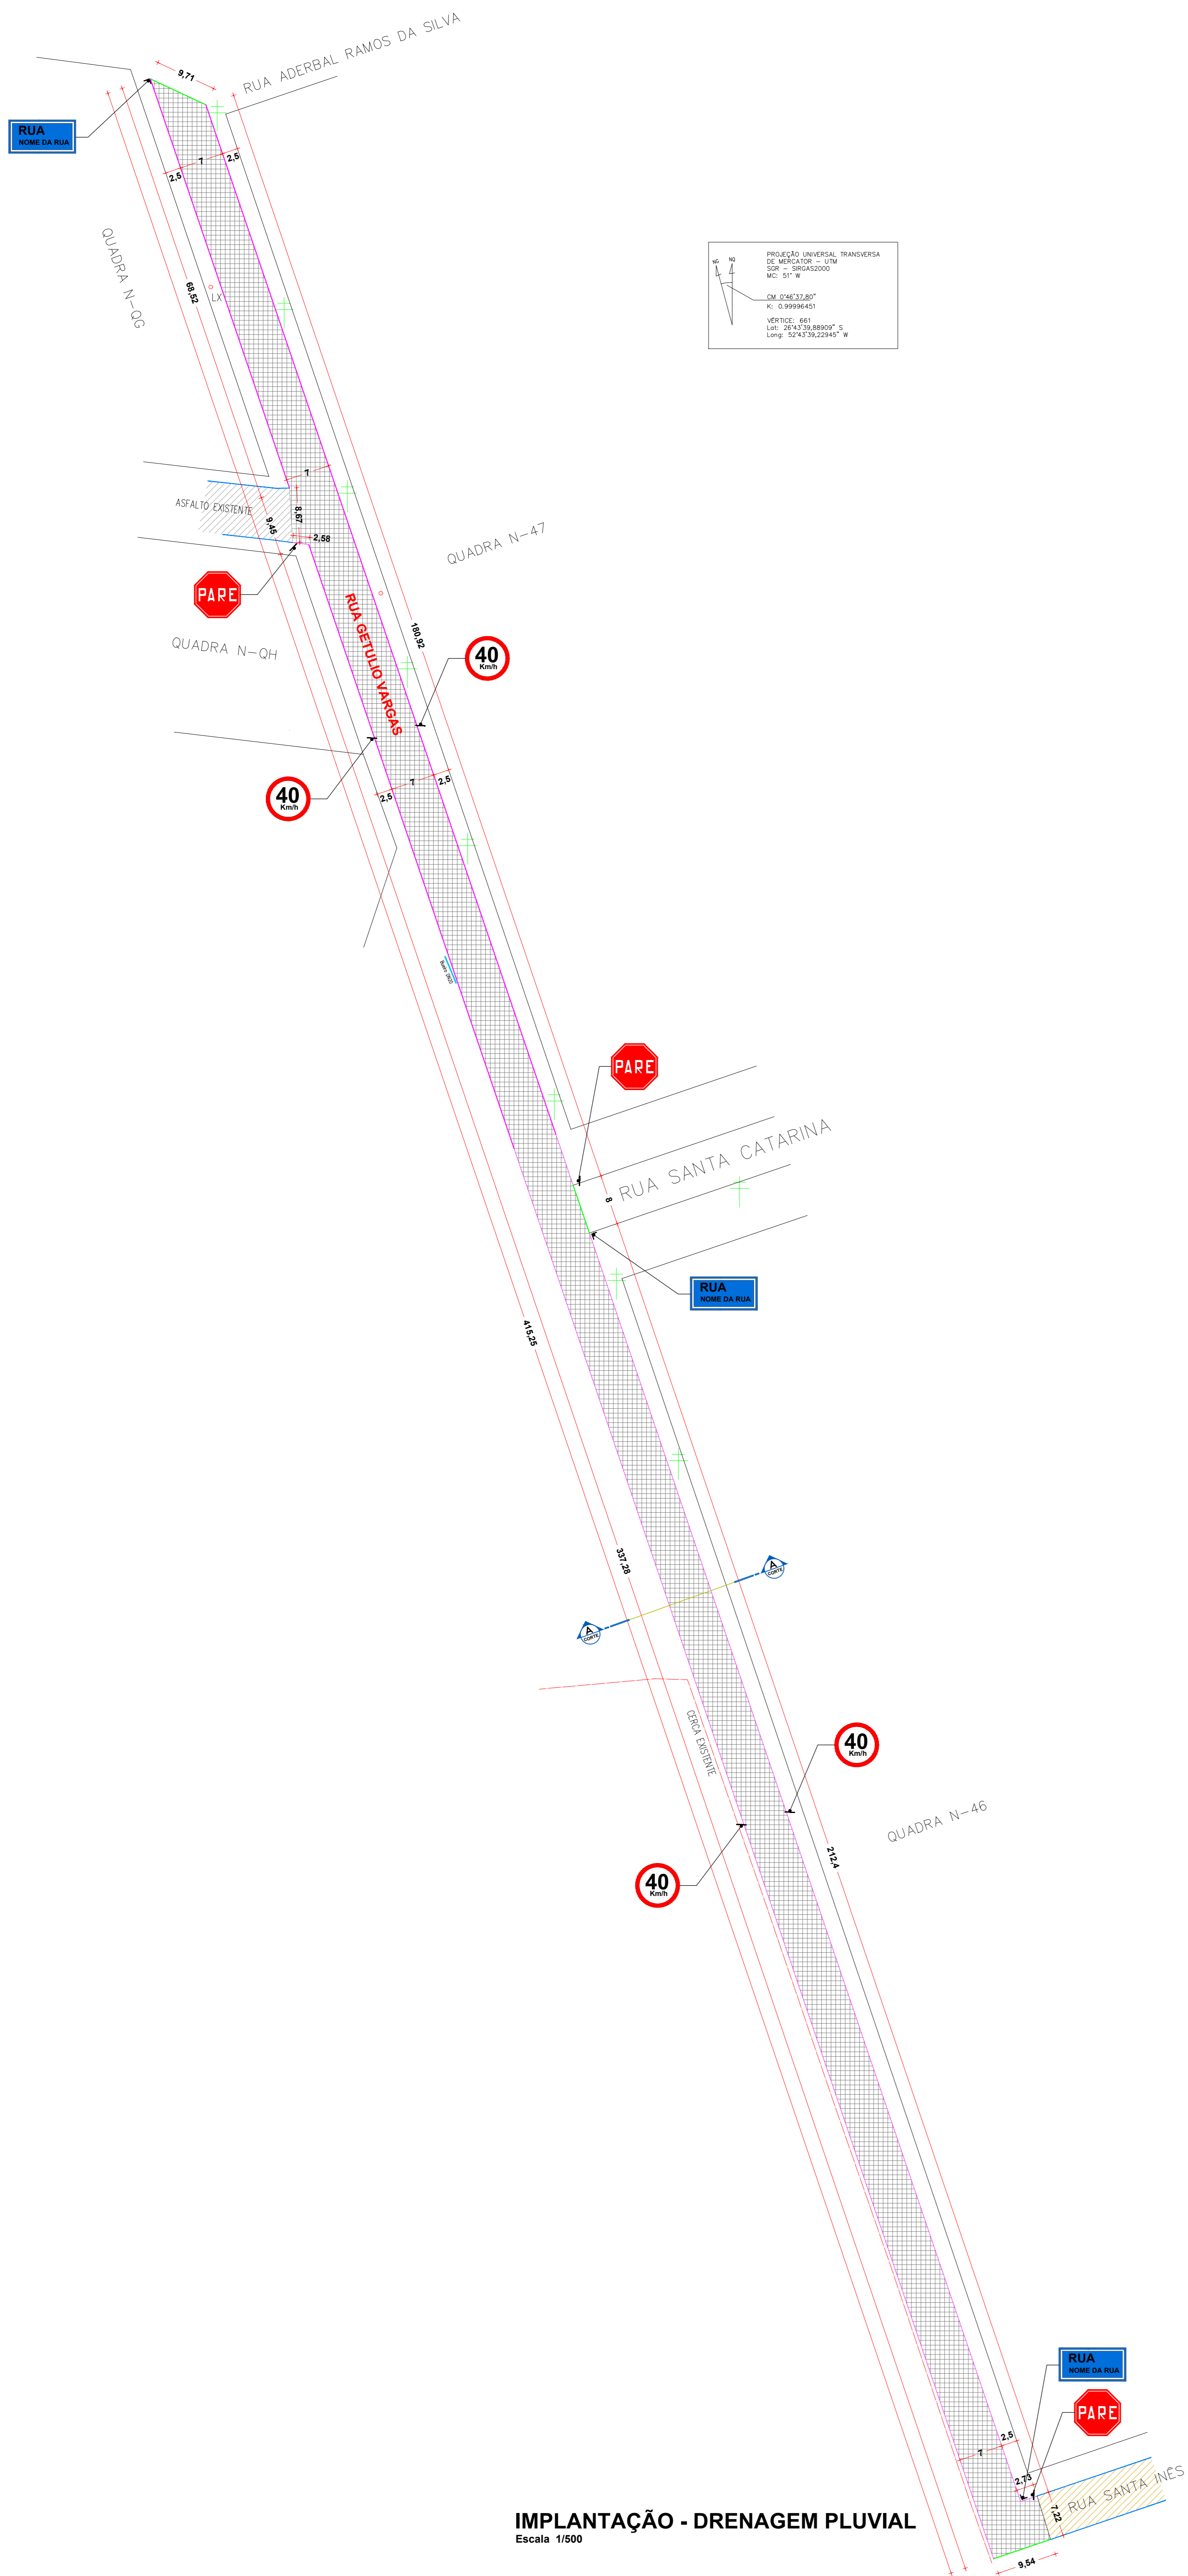 RUA ADERBAL RAMOS DA SILVA
9,71
RUA
NOME DA RUA
7
2,5
2,5
QUADRA N-QG
68,52
LX
NG
NQ
PROJEÇÃO UNIVERSAL TRANSVERSA
DE MERCATOR - UTM
SGR - SIRGAS2000
MC: 51° W
CM 0°46'37,80"
K: 0.99996451
VÉRTICE: 661
Lat: 26°43'39,88909" S
Long: 52°43'39,22945" W
7
ASFALTO EXISTENTE
9,45
8,67
2,58
QUADRA N-47
PARE
RUA GETULIO VARGAS
180,92
QUADRA N-QH
40
Km/h
40
Km/h
7
2,5
2,5
PARE
RUA SANTA CATARINA
8
RUA
NOME DA RUA
415,25
337,28
A
CORTE
A
CORTE
CERCA EXISTENTE
40
Km/h
QUADRA N-46
212,4
40
Km/h
RUA
NOME DA RUA
PARE
2,5
7
2,73
7,22
RUA SANTA INÊS
9,54
IMPLANTAÇÃO - DRENAGEM PLUVIAL
Escala 1/500